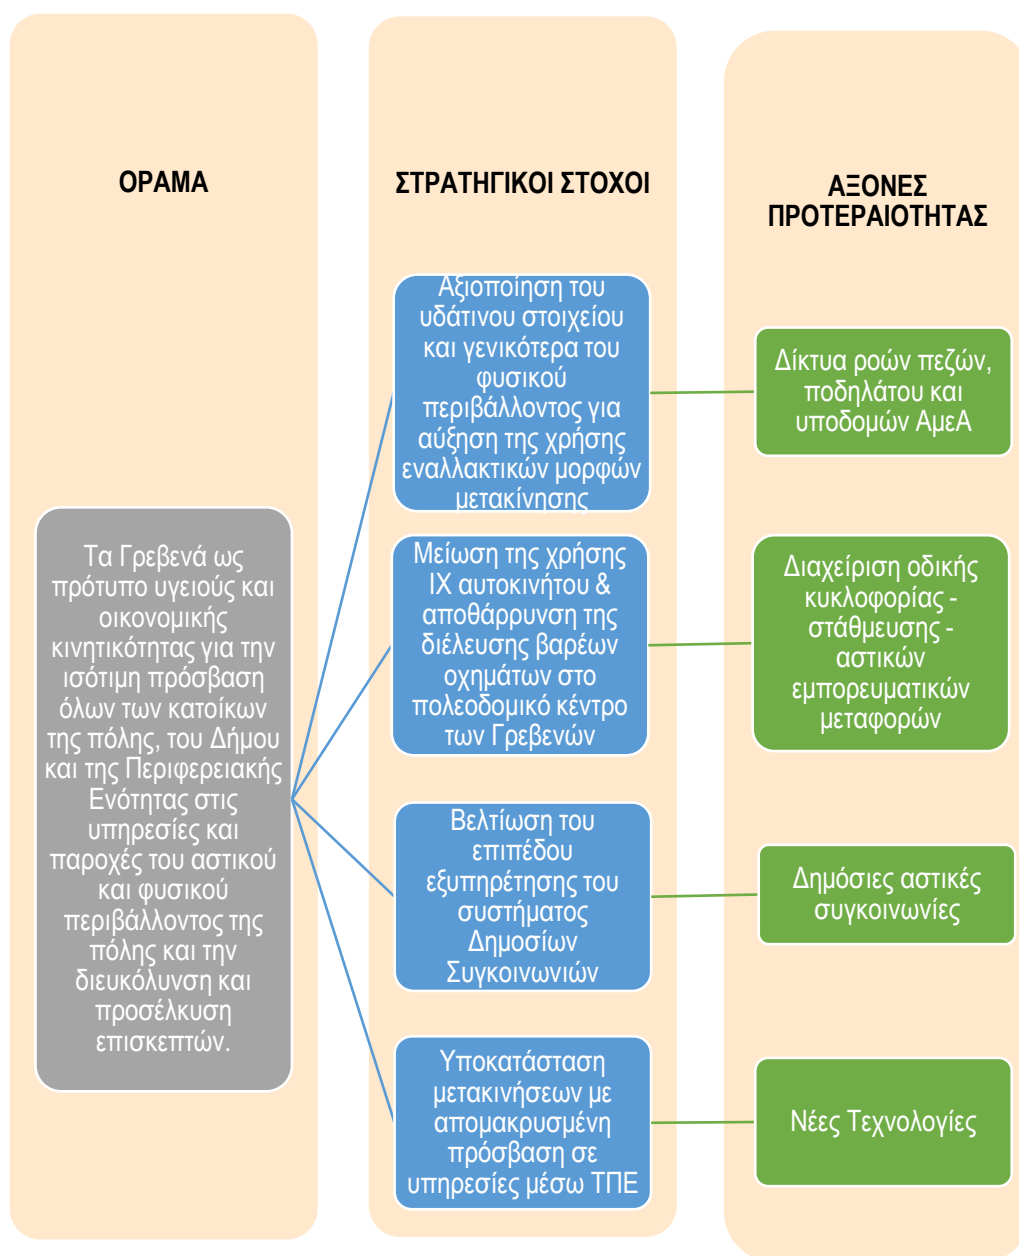 ΟΡΑΜΑ
Τα Γρεβενά ως
πρότυπο υγειούς και
οικονομικής
κινητικότητας για την
ισότιμη πρόσβαση
όλων των κατοίκων
της πόλης, του Δήμου
και της Περιφερειακής
Ενότητας στις
υπηρεσίες και
παροχές του αστικού
και φυσικού
περιβάλλοντος της
πόλης και την
διευκόλυνση και
προσέλκυση
επισκεπτών.
ΣΤΡΑΤΗΓΙΚΟΙ ΣΤΟΧΟΙ
Αξιοποίηση του
υδάτινου στοιχείου
και γενικότερα του
φυσικού
περιβάλλοντος για
αύξηση της χρήσης
εναλλακτικών μορφών
μετακίνησης
Μείωση της χρήσης
ΙΧ αυτοκινήτου &
αποθάρρυνση της
διέλευσης βαρέων
οχημάτων στο
πολεοδομικό κέντρο
των Γρεβενών
Βελτίωση του
επιπέδου
εξυπηρέτησης του
συστήματος
Δημοσίων
Συγκοινωνιών
Υποκατάσταση
μετακινήσεων με
απομακρυσμένη
πρόσβαση σε
υπηρεσίες μέσω ΤΠΕ
ΑΞΟΝΕΣ
ΠΡΟΤΕΡΑΙΟΤΗΤΑΣ
Δίκτυα ροών πεζών,
ποδηλάτου και
υποδομών ΑμεΑ
Διαχείριση οδικής
κυκλοφορίας -
στάθμευσης -
αστικών
εμπορευματικών
μεταφορών
Δημόσιες αστικές
συγκοινωνίες
Νέες Τεχνολογίες